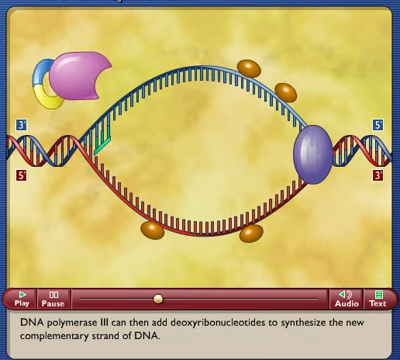 3'
5'
5'
3'
Play
Pause
Audio
Text
DNA polymerase III can then add deoxyribonucleotides to synthesize the new
complementary strand of DNA.